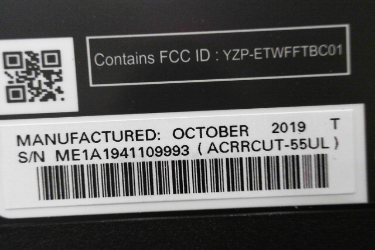 Contains FCC ID : YZP-ETWFFTBC01
MANUFACTURED: OCTOBER 2019 T
S/N ME1A1941109993 ( ACRRCUT-55UL )